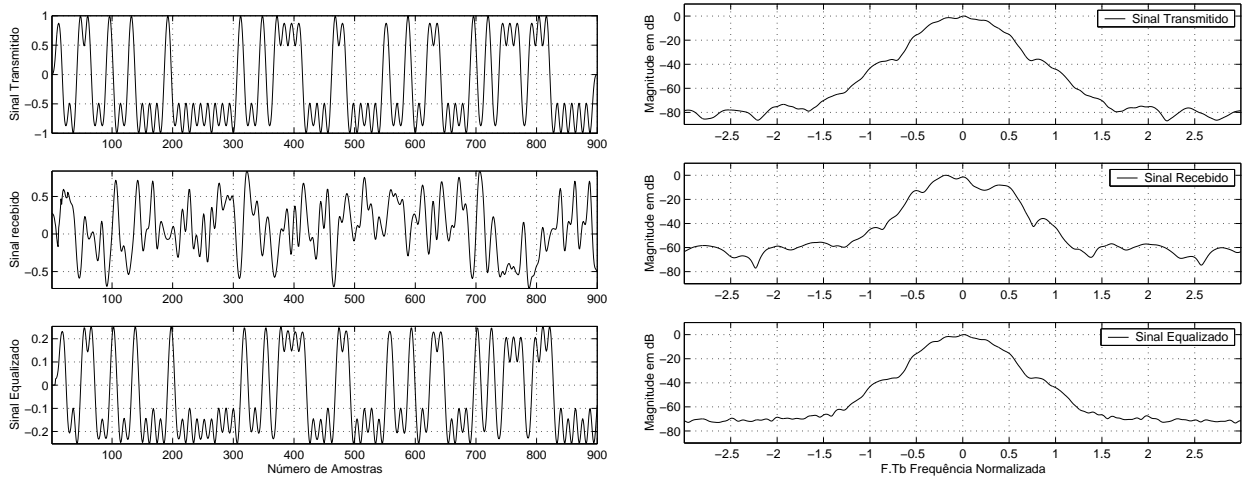 Sinal Transmitido
1
0.5
0
−0.5
−1
100 200 300 400 500 600 700 800 900
Magnitude em dB
0
−20
−40
−60
−80
Sinal Transmitido
−2.5 −2 −1.5 −1 −0.5 0 0.5 1 1.5 2 2.5
Sinal recebido
0.5
0
−0.5
100 200 300 400 500 600 700 800 900
Magnitude em dB
0
−20
−40
−60
−80
Sinal Recebido
−2.5 −2 −1.5 −1 −0.5 0 0.5 1 1.5 2 2.5
Sinal Equalizado
0.2
0.1
0
−0.1
−0.2
100 200 300 400 500 600 700 800 900
Número de Amostras
Magnitude em dB
0
−20
−40
−60
−80
Sinal Equalizado
−2.5 −2 −1.5 −1 −0.5 0 0.5 1 1.5 2 2.5
F.Tb Frequência Normalizada